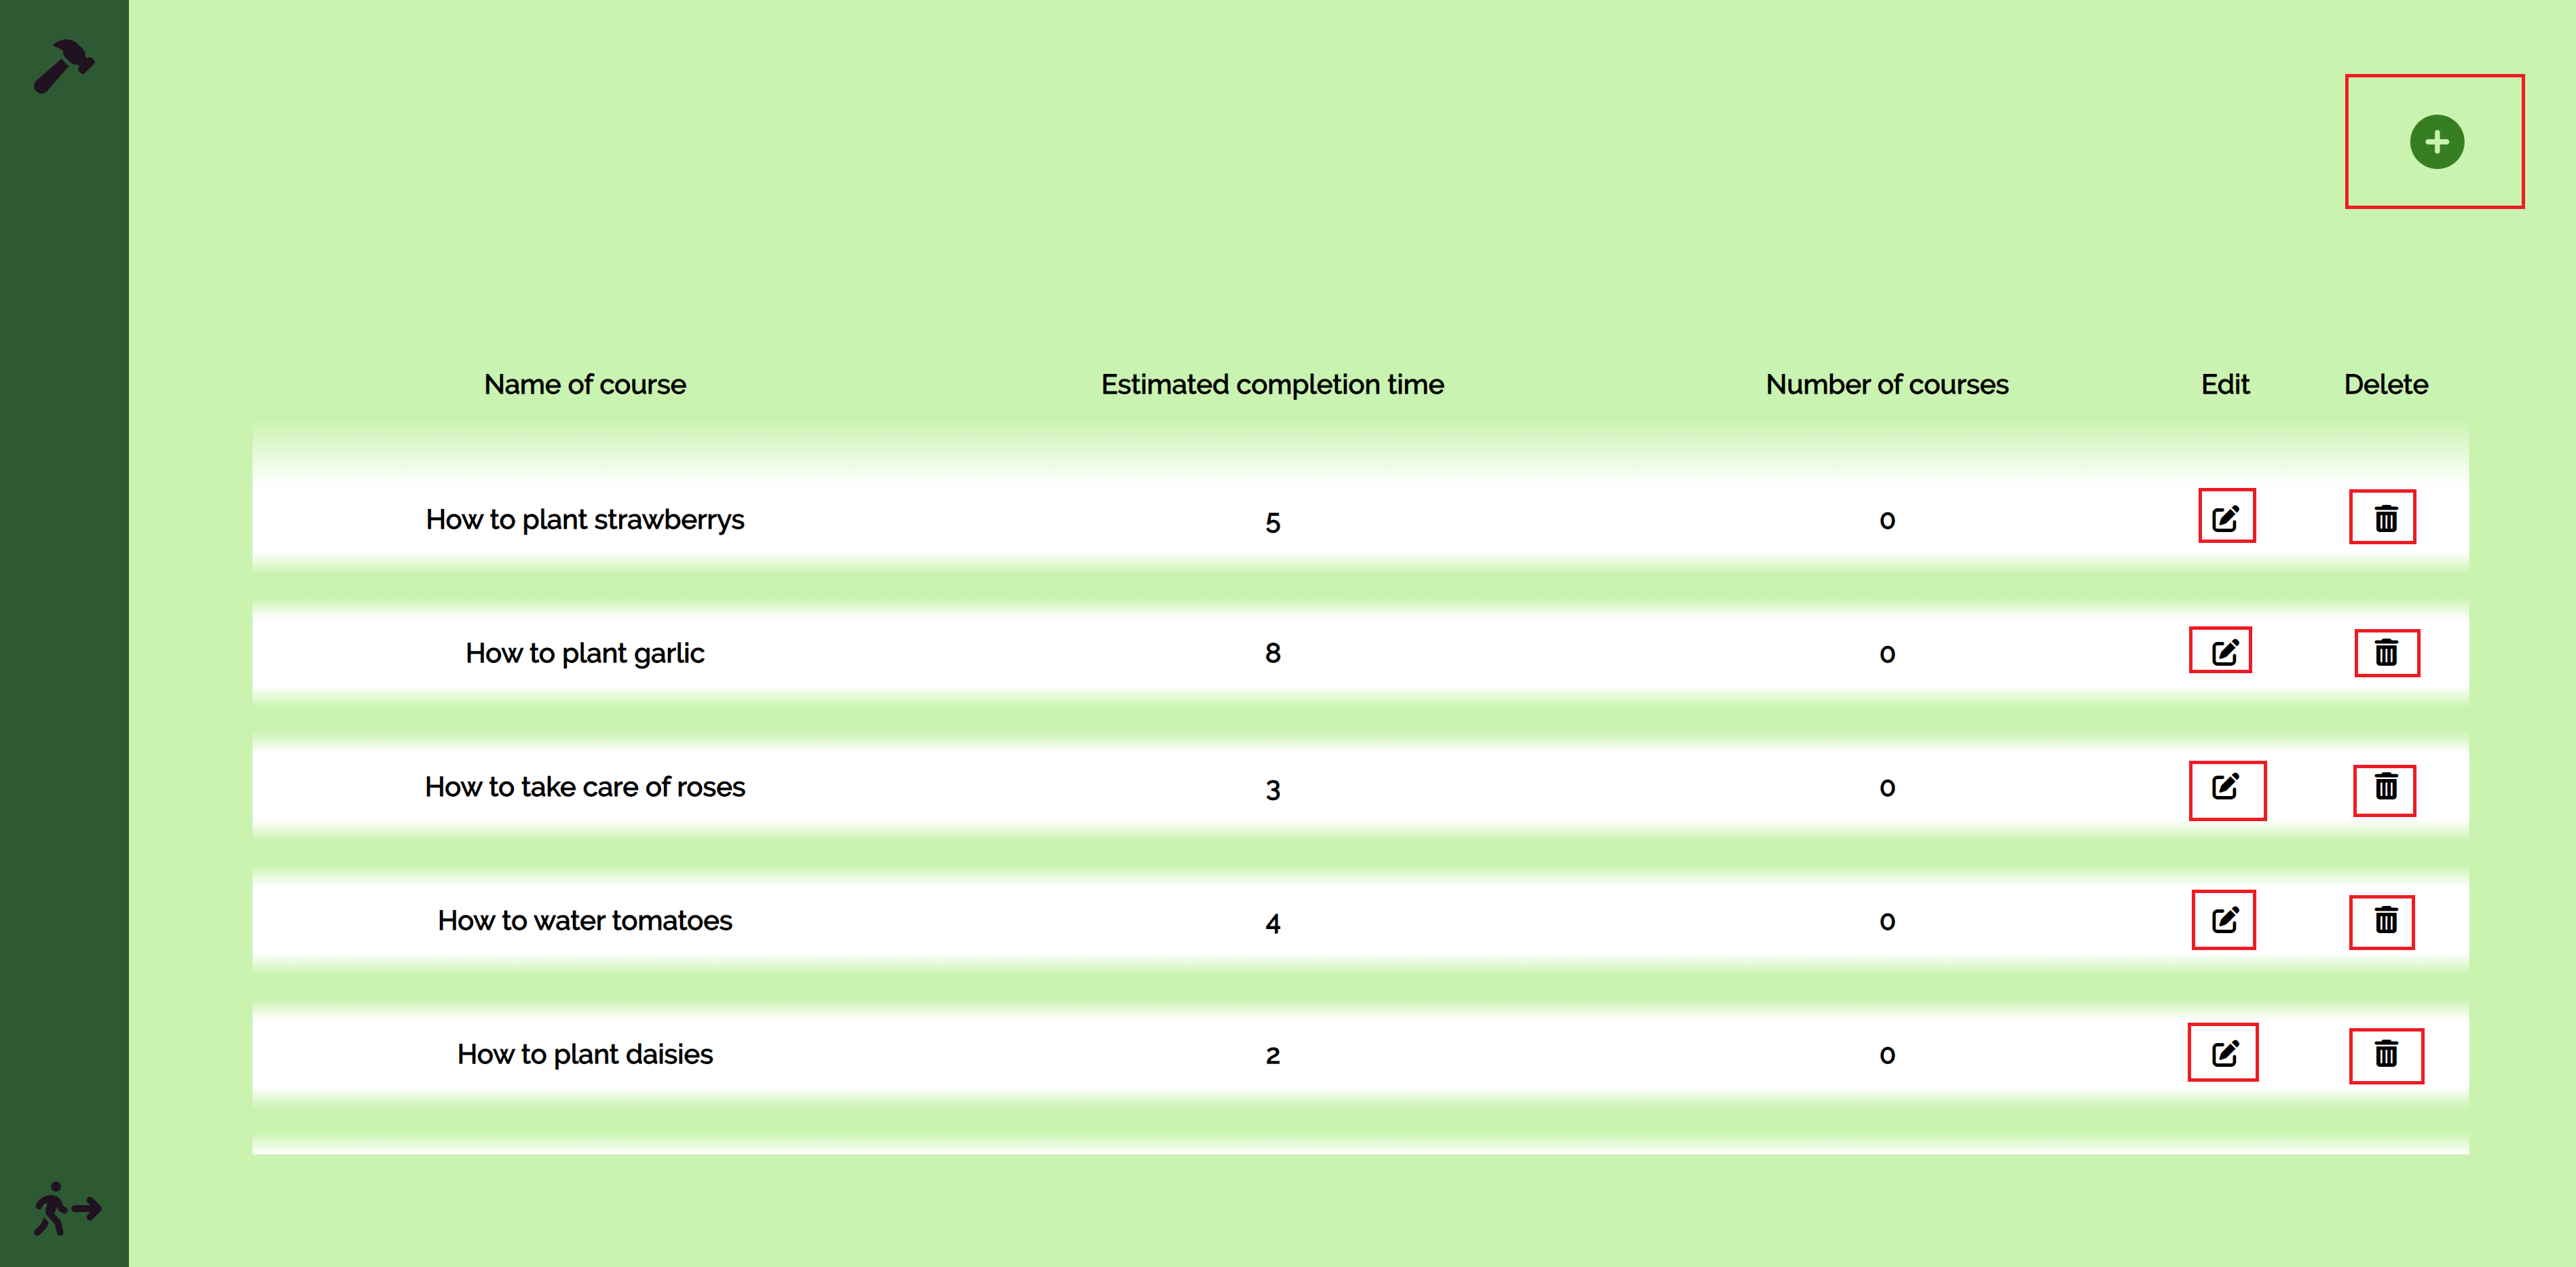 Name of course Estimated completion time Number of courses Edit Delete
How to plant strawberrys 5 0
How to plant garlic 8 0
How to take care of roses 3 0
How to water tomatoes 4 0
How to plant daisies 2 0